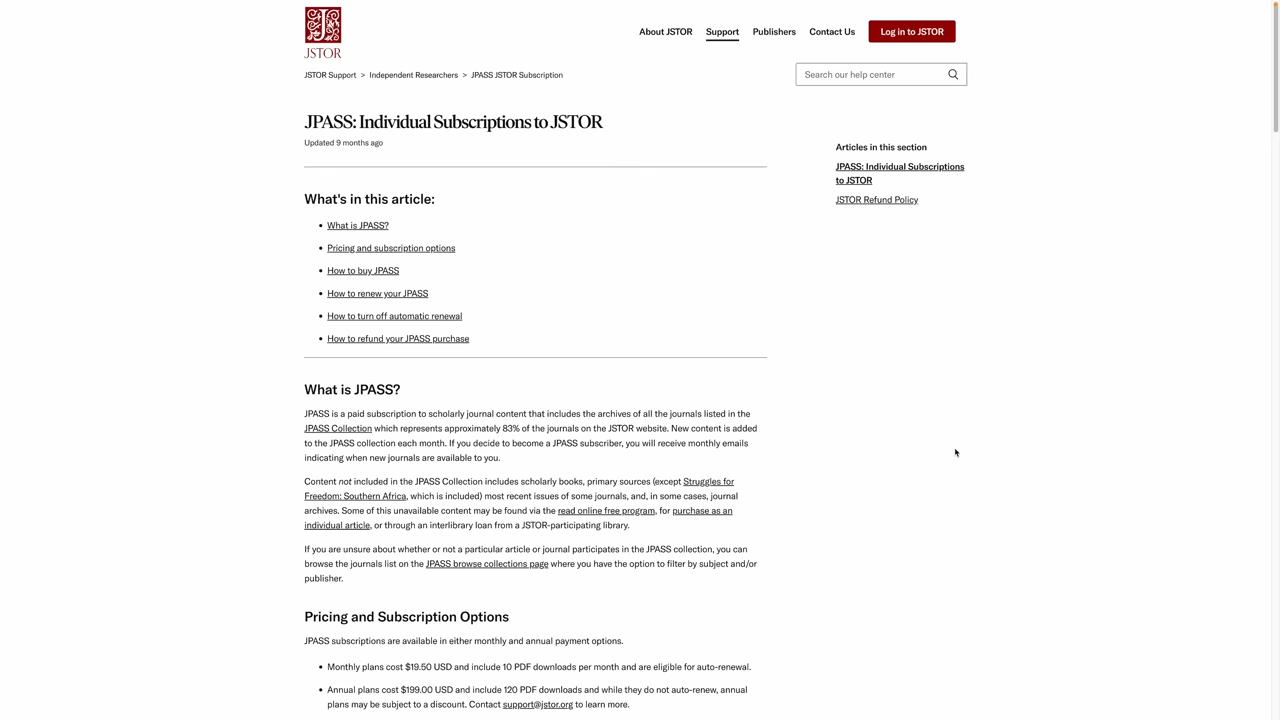 JSTOR
About JSTOR
Support
Publishers
Contact Us
Log in to JSTOR
JSTOR Support > Independent Researchers > JPASS JSTOR Subscription
Search our help center
JPASS: Individual Subscriptions to JSTOR
Updated 9 months ago
Articles in this section
JPASS: Individual Subscriptions
to JSTOR
JSTOR Refund Policy
What's in this article:
• What is JPASS?
• Pricing and subscription options
• How to buy JPASS
• How to renew your JPASS
• How to turn off automatic renewal
• How to refund your JPASS purchase
What is JPASS?
JPASS is a paid subscription to scholarly journal content that includes the archives of all the journals listed in the
JPASS Collection which represents approximately 83% of the journals on the JSTOR website. New content is added
to the JPASS collection each month. If you decide to become a JPASS subscriber, you will receive monthly emails
indicating when new journals are available to you.
Content not included in the JPASS Collection includes scholarly books, primary sources (except Struggles for
Freedom: Southern Africa, which is included) most recent issues of some journals, and, in some cases, journal
archives. Some of this unavailable content may be found via the read online free program, for purchase as an
individual article, or through an interlibrary loan from a JSTOR-participating library.
If you are unsure about whether or not a particular article or journal participates in the JPASS collection, you can
browse the journals list on the JPASS browse collections page where you have the option to filter by subject and/or
publisher.
Pricing and Subscription Options
JPASS subscriptions are available in either monthly and annual payment options.
• Monthly plans cost $19.50 USD and include 10 PDF downloads per month and are eligible for auto-renewal.
• Annual plans cost $199.00 USD and include 120 PDF downloads and while they do not auto-renew, annual
plans may be subject to a discount. Contact support@jstor.org to learn more.